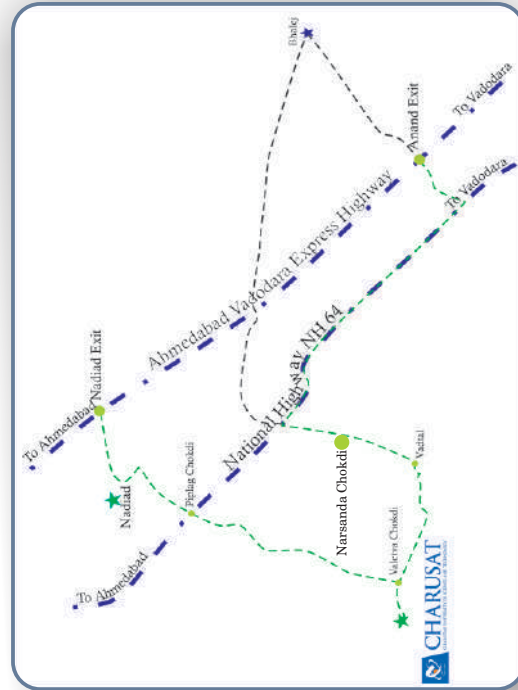 Bhalej
To Vadodara
Anand Exit
To Vadodara
Ahmedabad Vadodara Express Highway
National Highway NH 64
Nadiad Exit
To Ahmedabad
Nadiad
Piplag Chokdi
To Ahmedabad
Narsanda Chokdi
Vadtal
Valetva Chokdi
CHARUSAT